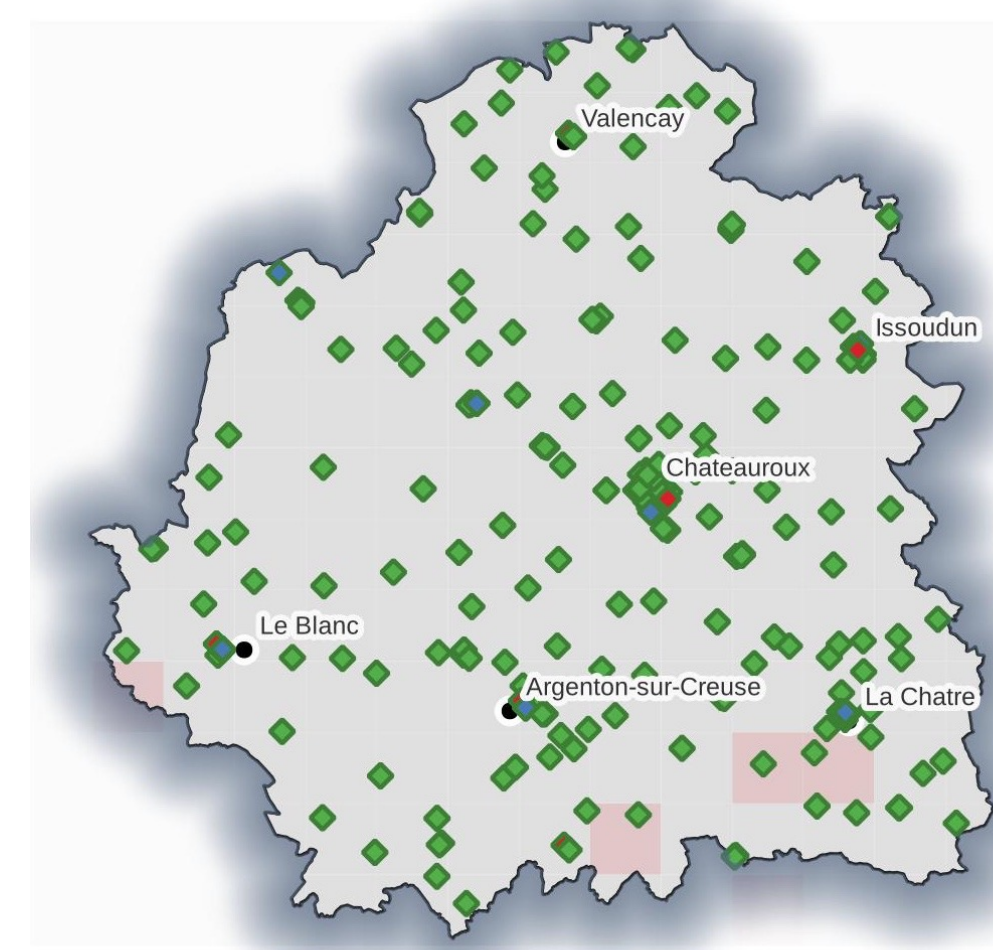 Valencay
Issoudun
Chateauroux
Le Blanc
Argenton-sur-Creuse
La Chatre